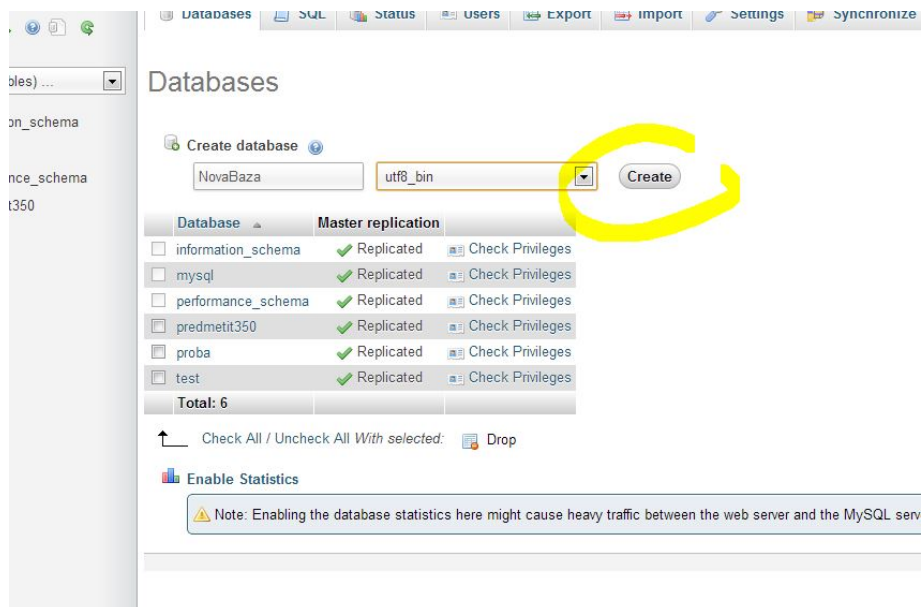 Databases SQL Status Users Export Import Settings Synchronize
bles) ...
on_schema
nce_schema
t350
Databases
Create database
NovaBaza utf8_bin Create
Database Master replication
information_schema Replicated Check Privileges
mysql Replicated Check Privileges
performance_schema Replicated Check Privileges
predmetit350 Replicated Check Privileges
proba Replicated Check Privileges
test Replicated Check Privileges
Total: 6
Check All / Uncheck All With selected: Drop
Enable Statistics
Note: Enabling the database statistics here might cause heavy traffic between the web server and the MySQL serv